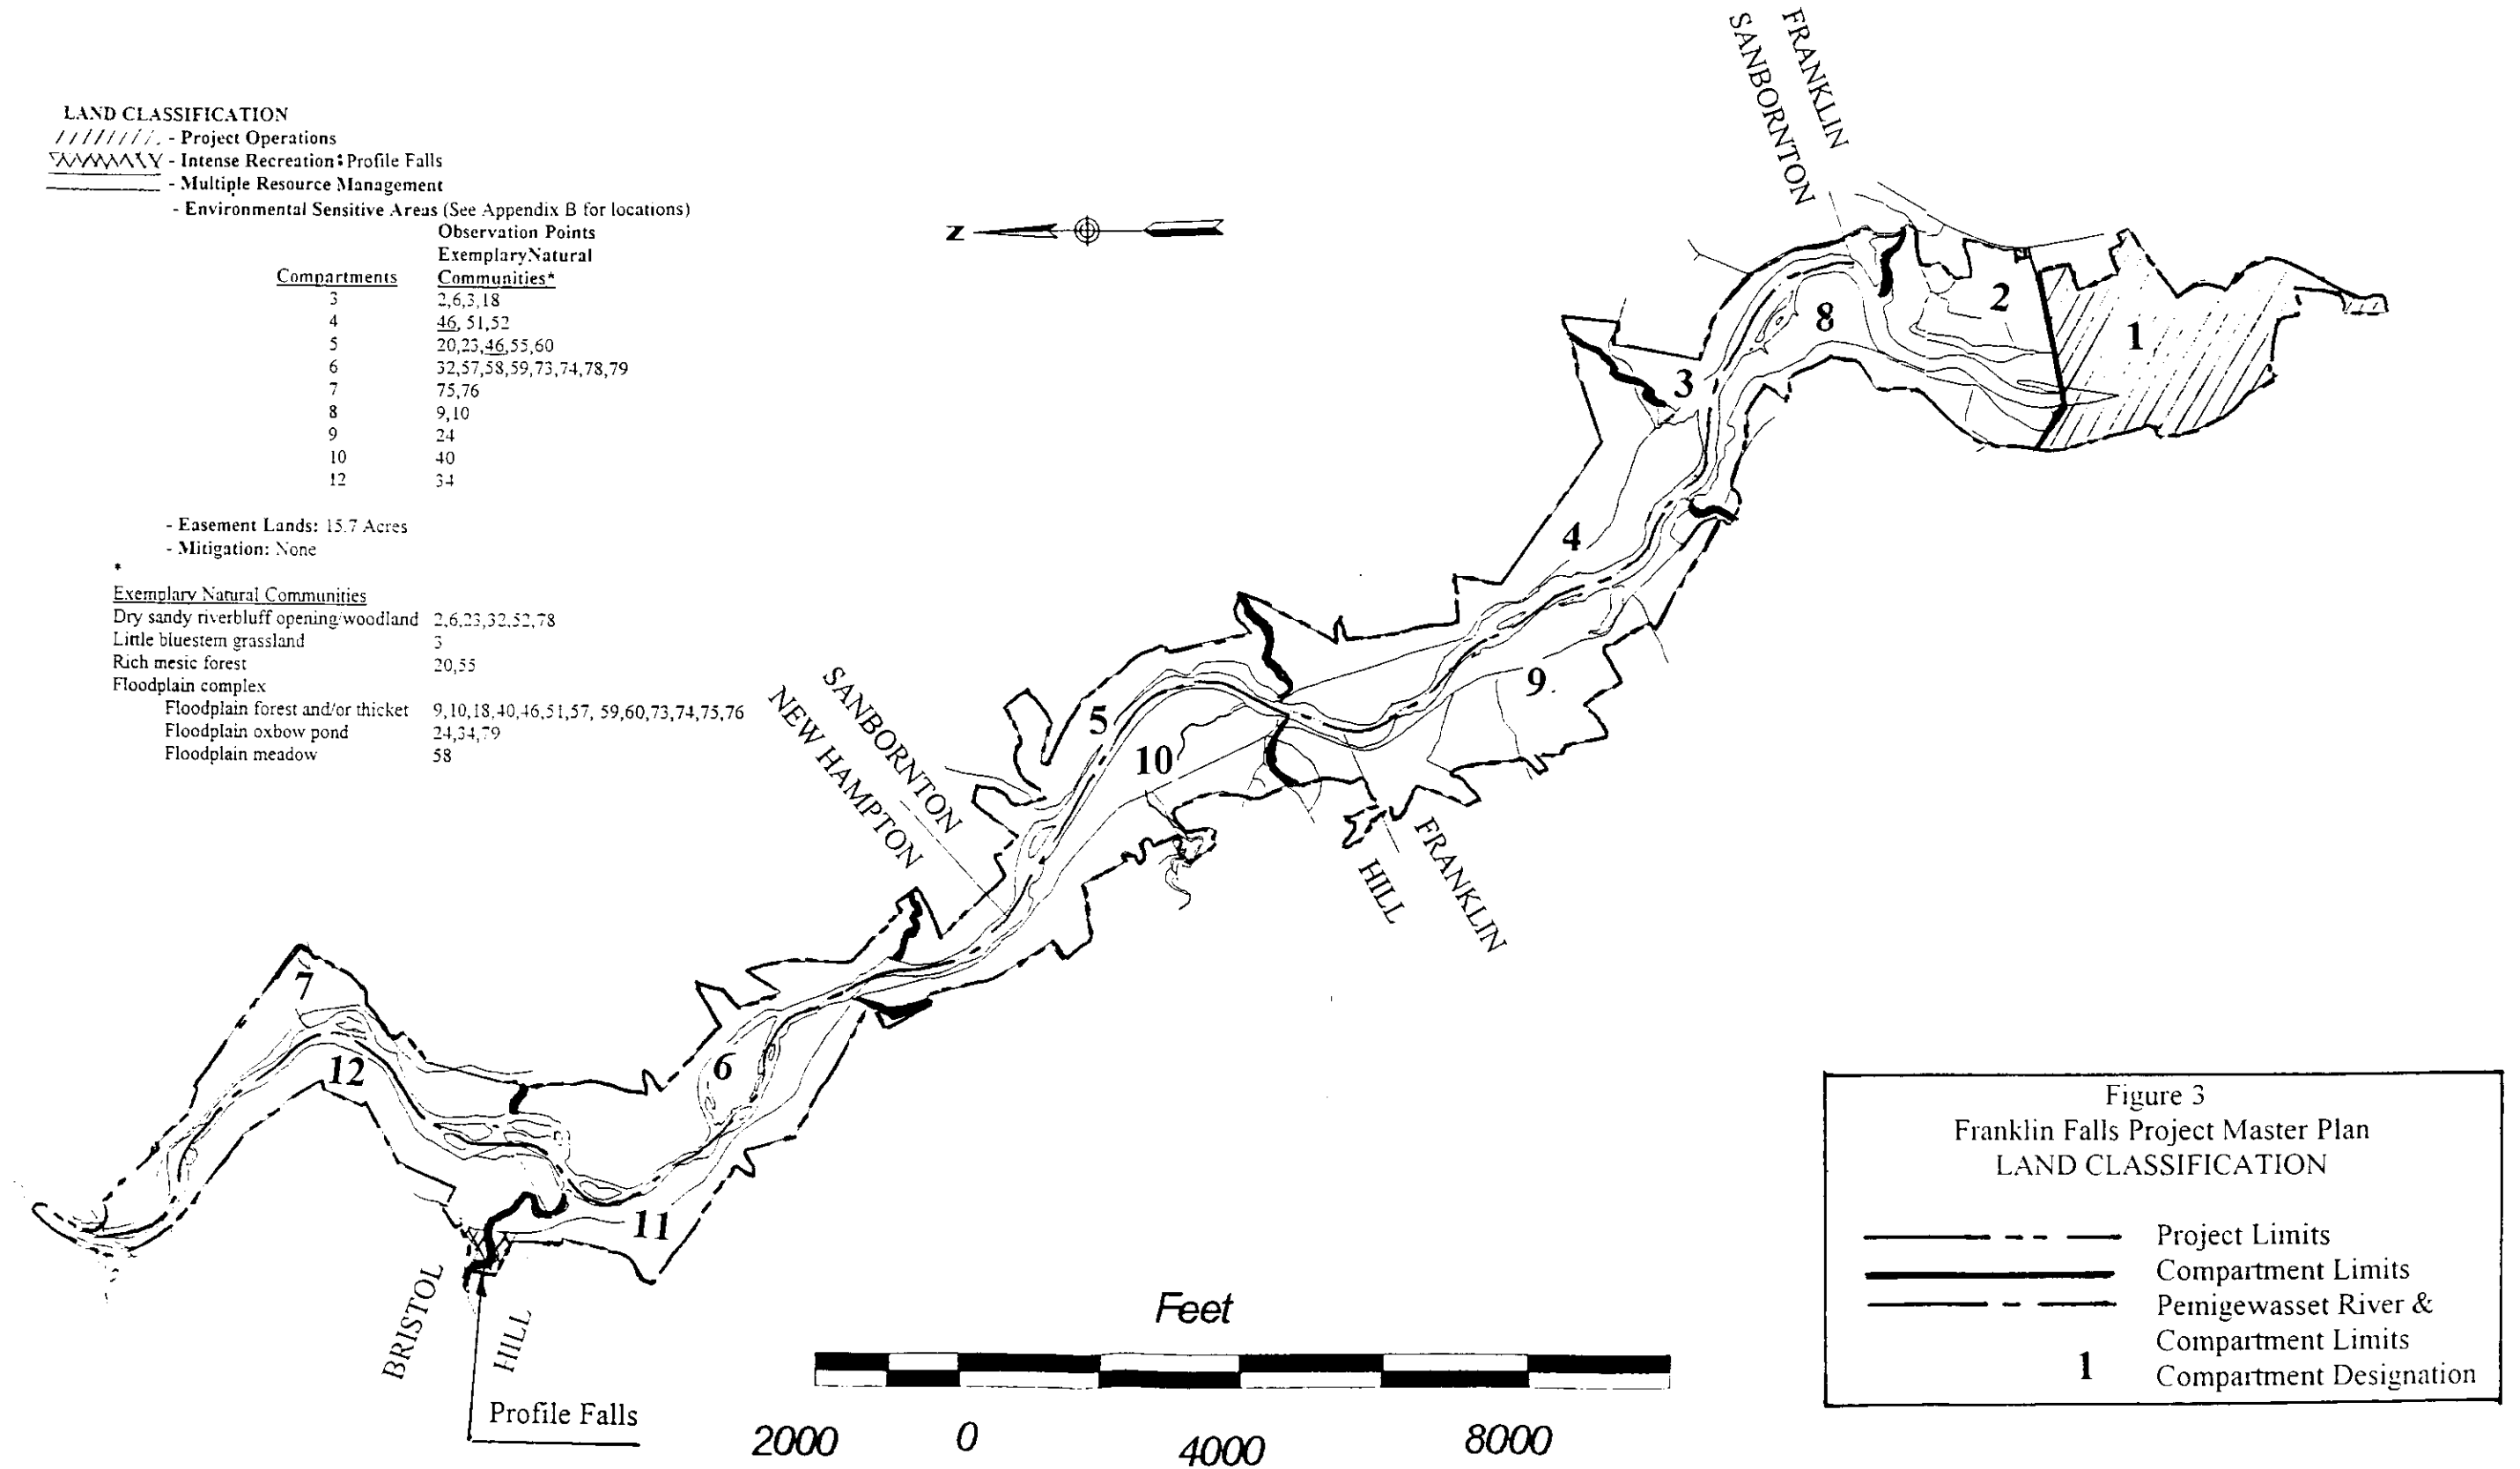 LAND CLASSIFICATION
- Project Operations
- Intense Recreation: Profile Falls
- Multiple Resource Management
- Environmental Sensitive Areas (See Appendix B for locations)
Observation Points
ExemplaryNatural
Compartments Communities*
3 2,6,3,18
4 46, 51,52
5 20,23,46,55,60
6 32,57,58,59,73,74,78,79
7 75,76
8 9,10
9 24
10 40
12 34
- Easement Lands: 15.7 Acres
- Mitigation: None
*
Exemplary Natural Communities
Dry sandy riverbluff opening/woodland 2,6,23,32,52,78
Little bluestem grassland 3
Rich mesic forest 20,55
Floodplain complex
Floodplain forest and/or thicket 9,10,18,40,46,51,57, 59,60,73,74,75,76
Floodplain oxbow pond 24,34,79
Floodplain meadow 58
Z
FRANKLIN
SANBORNTON
1
2
8
3
4
9
5
10
SANBORNTON
NEW HAMPTON
FRANKLIN
HILL
7
12
6
11
BRISTOL
HILL
Profile Falls
Feet
2000 0 4000 8000
Figure 3
Franklin Falls Project Master Plan
LAND CLASSIFICATION
Project Limits
Compartment Limits
Pemigewasset River &
Compartment Limits
1 Compartment Designation